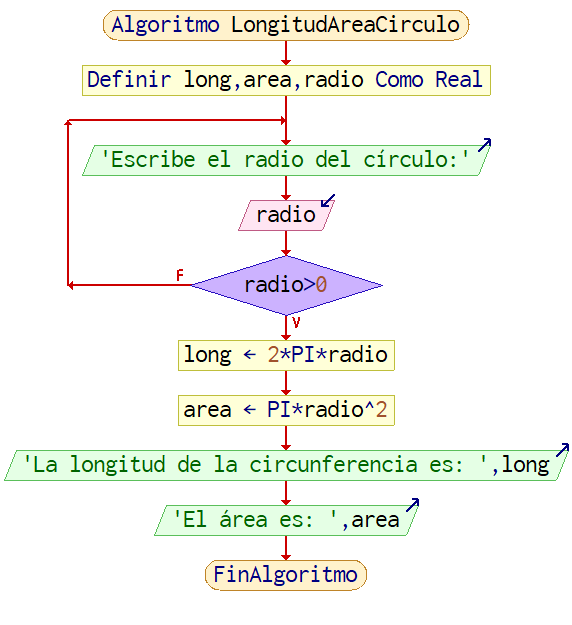 Algoritmo LongitudAreaCirculo
Definir long,area,radio Como Real
'Escribe el radio del círculo:'
radio
F
radio>0
V
long ← 2*PI*radio
area ← PI*radio^2
'La longitud de la circunferencia es: ',long
'El área es: ',area
FinAlgoritmo